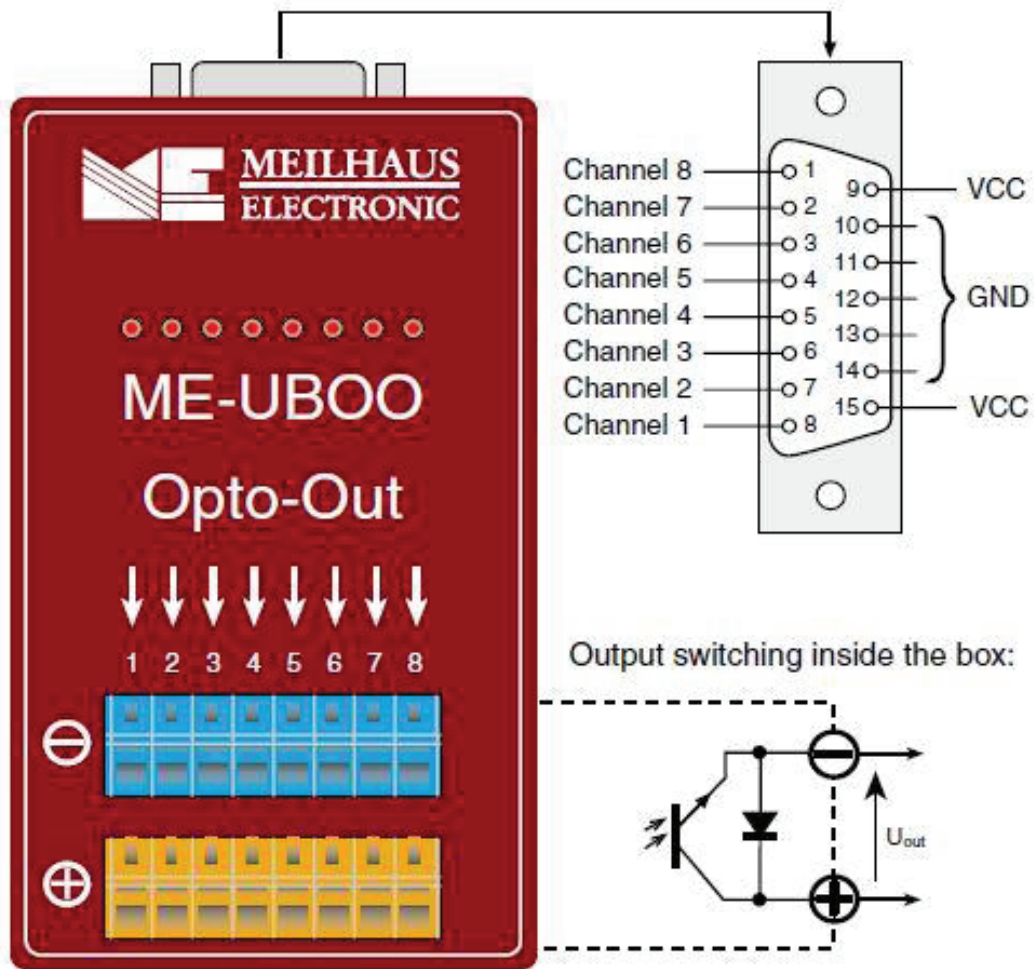 MEILHAUS
ELECTRONIC
ME-UBOO
Opto-Out
1 2 3 4 5 6 7 8
Channel 8 1
Channel 7 2
Channel 6 3
Channel 5 4
Channel 4 5
Channel 3 6
Channel 2 7
Channel 1 8
9 VCC
10
11
12 GND
13
14
15 VCC
Output switching inside the box:
Uout